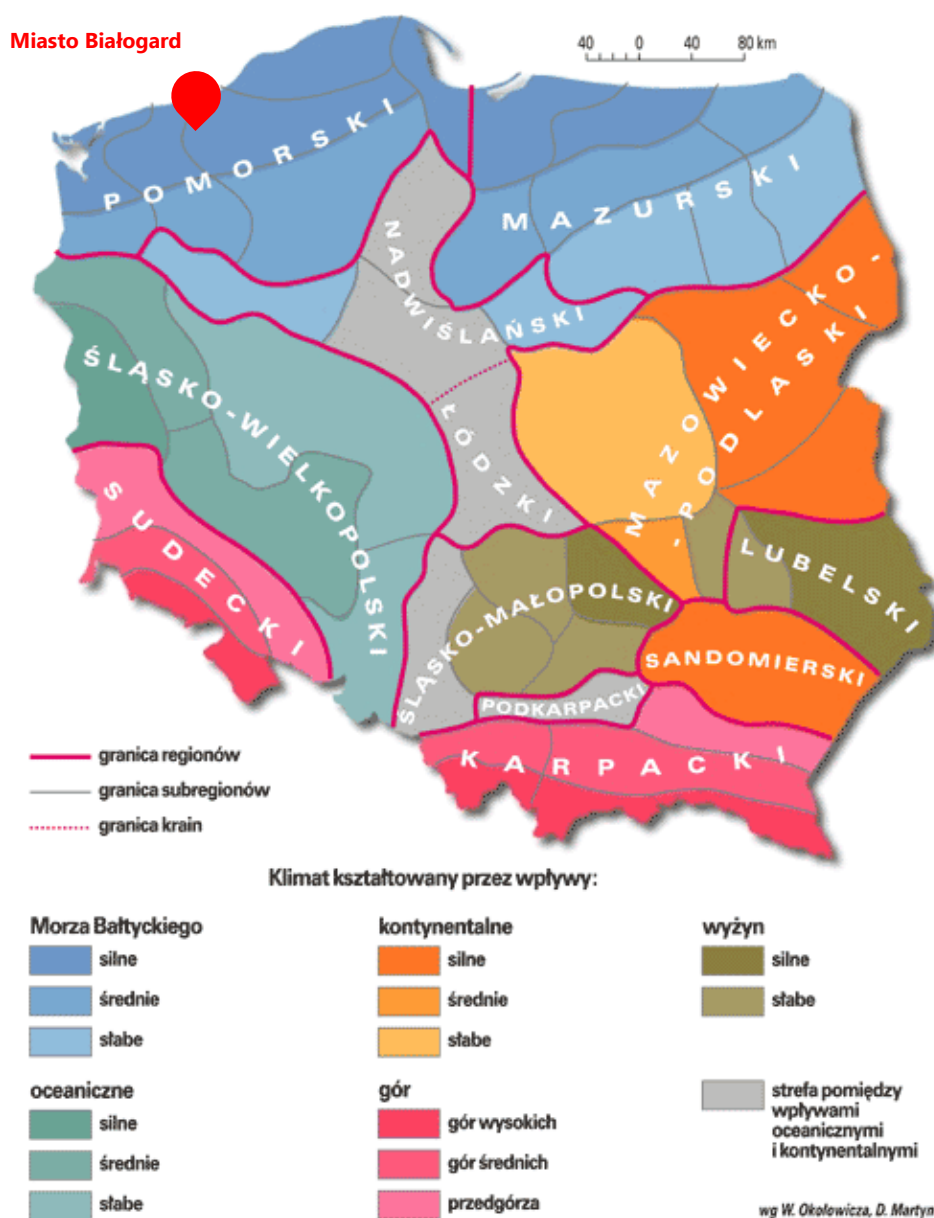 Miasto Białogard
40 0 40 80 km
POMORSKI
MAZURSKI
NADWIŚLAŃSKI
MAZOWIECKO-
-PODLASKI
ŚLĄSKO-WIELKOPOLSKI
ŁÓDZKI
SUDECKI
LUBELSKI
ŚLĄSKO-MAŁOPOLSKI
SANDOMIERSKI
PODKARPACKI
KARPACKI
granica regionów
granica subregionów
granica krain
Klimat kształtowany przez wpływy:
Morza Bałtyckiego
silne
średnie
słabe
kontynentalne
silne
średnie
słabe
wyżyn
silne
słabe
oceaniczne
silne
średnie
słabe
gór
gór wysokich
gór średnich
przedgórza
strefa pomiędzy
wpływami
oceanicznymi
i kontynentalnymi
wg W. Okołowicza, D. Martyn